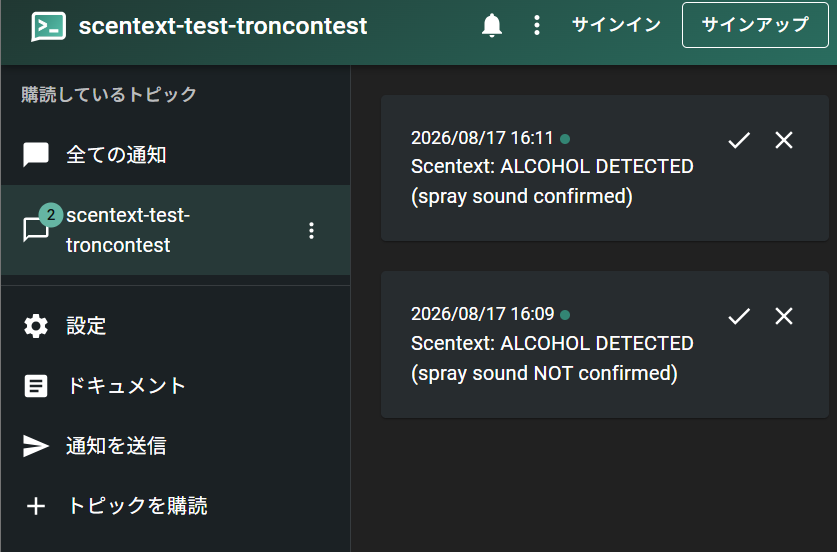 scentext-test-troncontest
サインイン
サインアップ
購読しているトピック
全ての通知
2
scentext-test-
troncontest
設定
ドキュメント
通知を送信
トピックを購読
2026/08/17 16:11
Scentext: ALCOHOL DETECTED
(spray sound confirmed)
2026/08/17 16:09
Scentext: ALCOHOL DETECTED
(spray sound NOT confirmed)